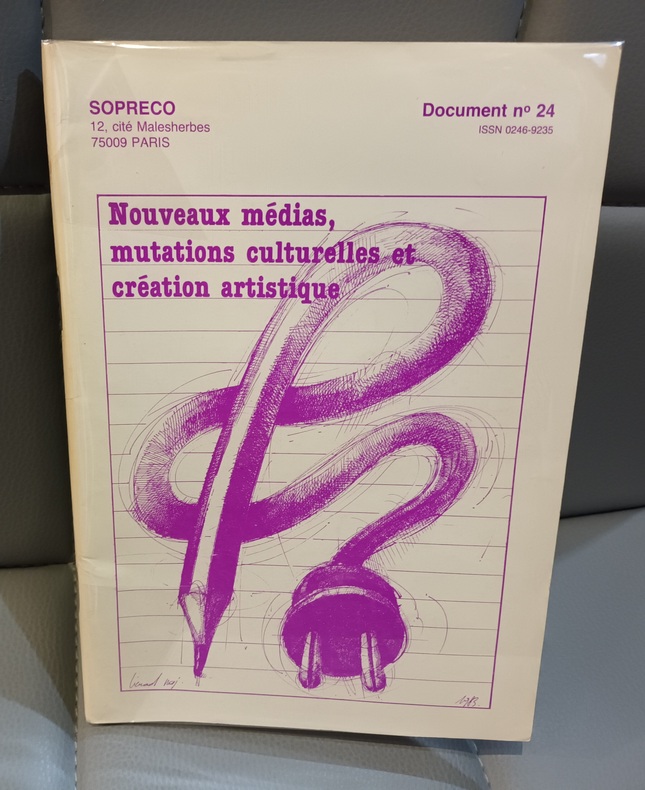 SOPRECO
12, cité Malesherbes
75009 PARIS
Document nº 24
ISSN 0246-9235
Nouveaux médias,
mutations culturelles et
création artistique